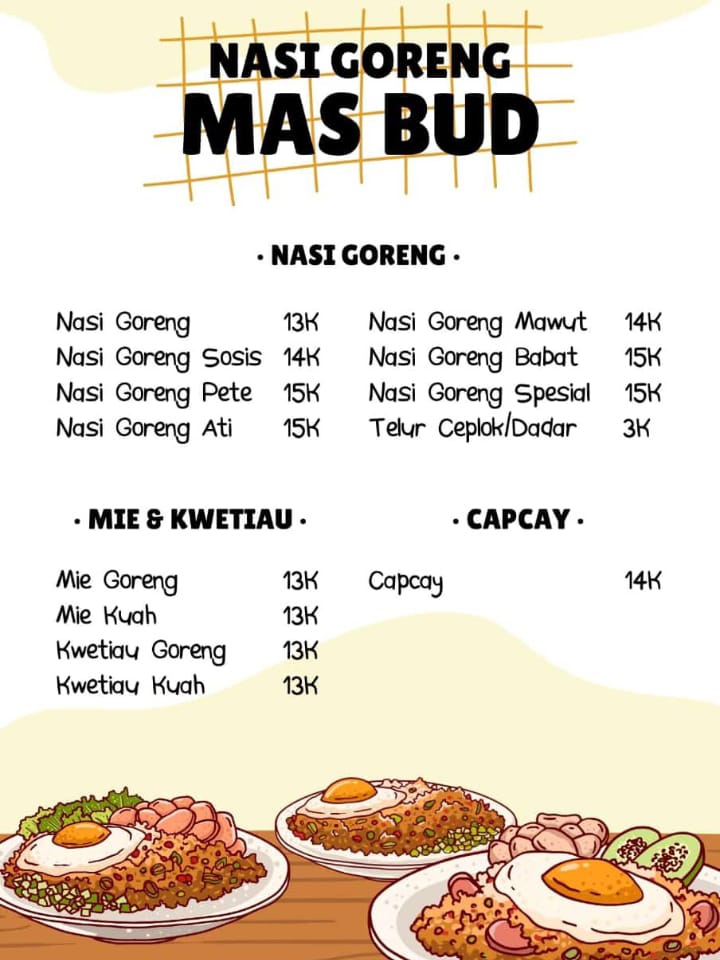 NASI GORENG
MAS BUD
· NASI GORENG ·
Nasi Goreng 13K
Nasi Goreng Sosis 14K
Nasi Goreng Pete 15K
Nasi Goreng Ati 15K
Nasi Goreng Mawut 14K
Nasi Goreng Babat 15K
Nasi Goreng Spesial 15K
Telur Ceplok/Dadar 3K
· MIE & KWETIAU ·
Mie Goreng 13K
Mie Kuah 13K
Kwetiau Goreng 13K
Kwetiau Kuah 13K
· CAPCAY ·
Capcay 14K